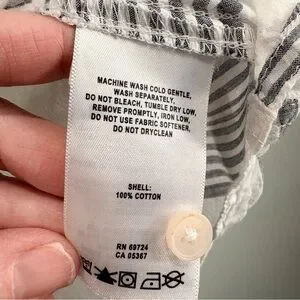 MACHINE WASH COLD GENTLE,
WASH SEPARATELY.
DO NOT BLEACH, TUMBLE DRY LOW,
REMOVE PROMPTLY, IRON LOW,
DO NOT USE FABRIC SOFTENER,
DO NOT DRYCLEAN
SHELL:
100% COTTON
RN 69724
CA 05367